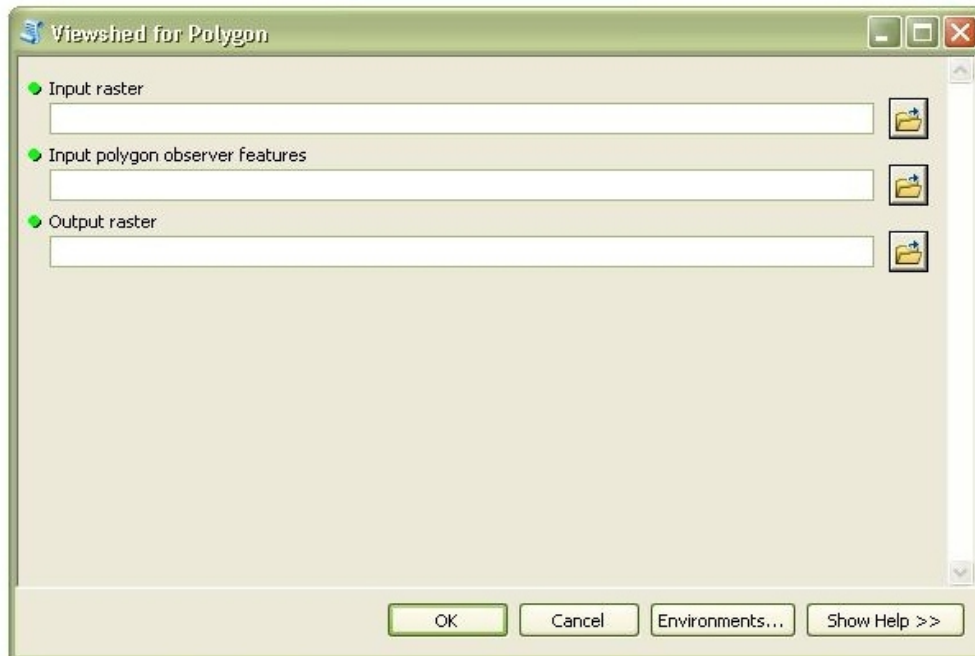 Viewshed for Polygon
Input raster
Input polygon observer features
Output raster
OK Cancel Environments... Show Help >>